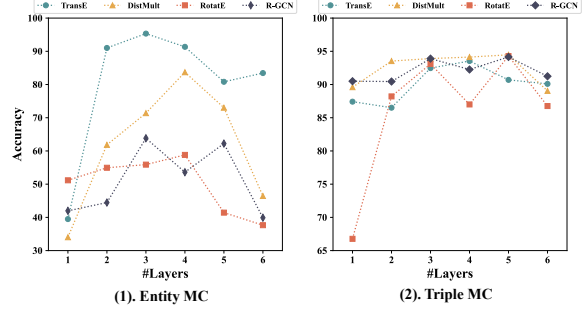 TransE DistMult RotatE R-GCN
100
90
80
70
60
50
40
30
Accuracy
1 2 3 4 5 6
#Layers
(1). Entity MC
TransE DistMult RotatE R-GCN
100
95
90
85
80
75
70
65
1 2 3 4 5 6
#Layers
(2). Triple MC